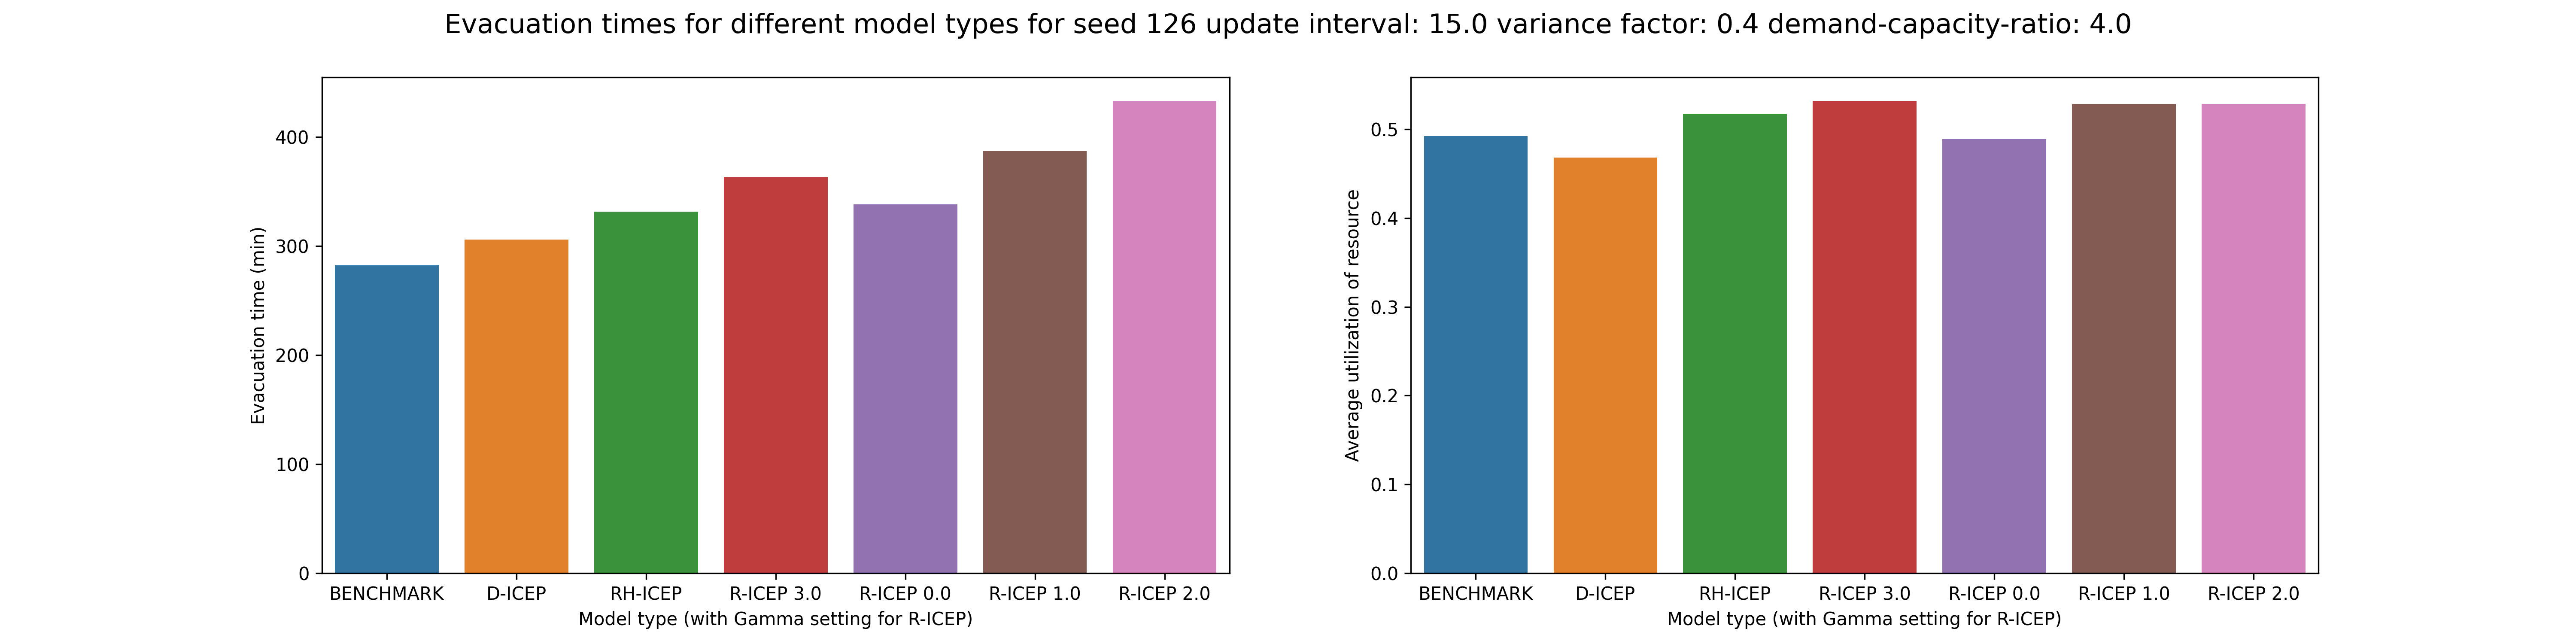 Evacuation times for different model types for seed 126 update interval: 15.0 variance factor: 0.4 demand-capacity-ratio: 4.0
Evacuation time (min)
400
300
200
100
0
BENCHMARK D-ICEP RH-ICEP R-ICEP 3.0 R-ICEP 0.0 R-ICEP 1.0 R-ICEP 2.0
Model type (with Gamma setting for R-ICEP)
Average utilization of resource
0.5
0.4
0.3
0.2
0.1
0.0
BENCHMARK D-ICEP RH-ICEP R-ICEP 3.0 R-ICEP 0.0 R-ICEP 1.0 R-ICEP 2.0
Model type (with Gamma setting for R-ICEP)